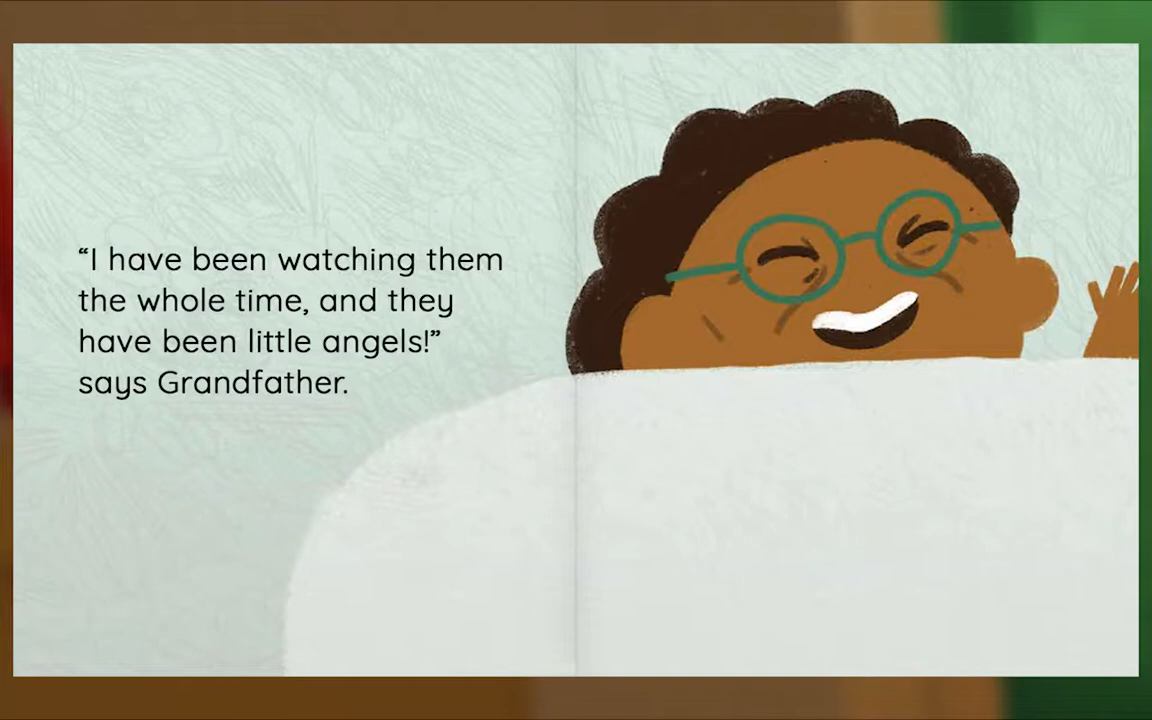 “I have been watching them
the whole time, and they
have been little angels!”
says Grandfather.